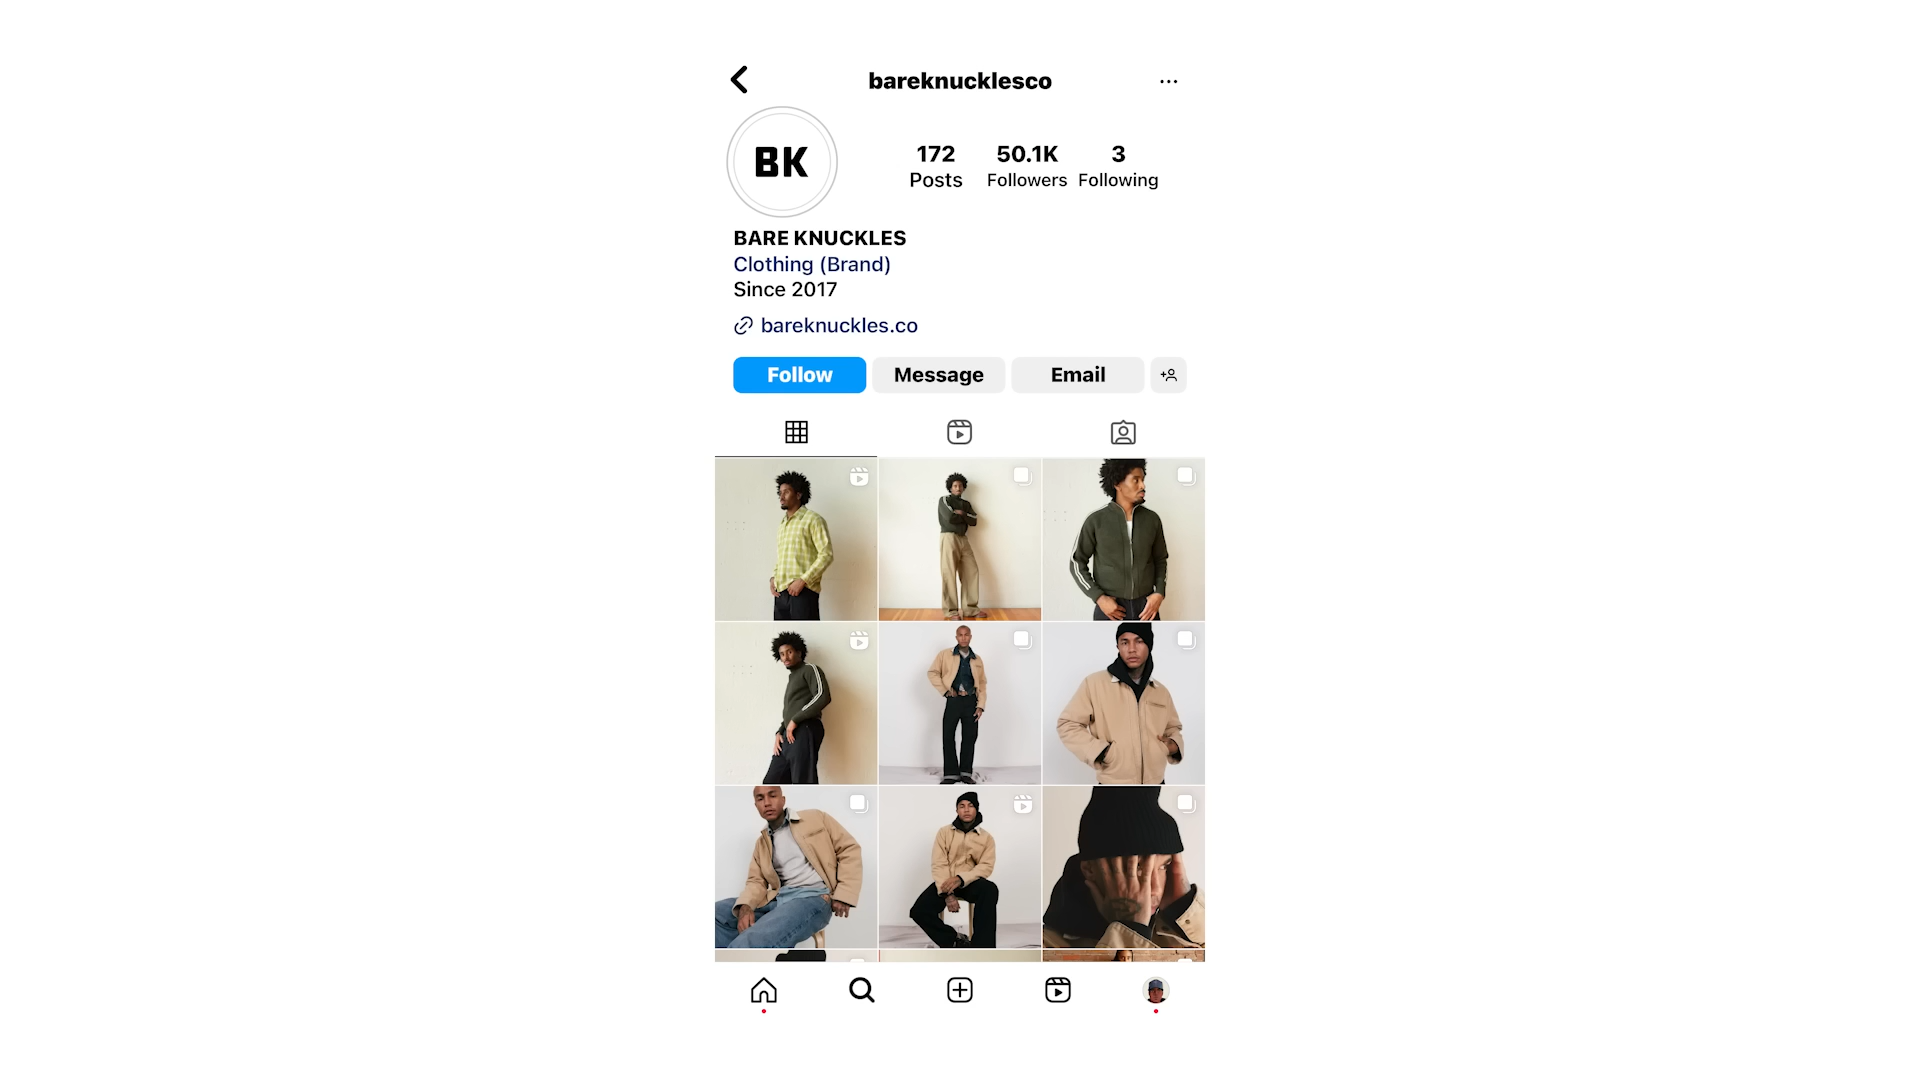 bareknucklesco
BK
172 50.1K 3
Posts Followers Following
BARE KNUCKLES
Clothing (Brand)
Since 2017
bareknuckles.co
Follow Message Email